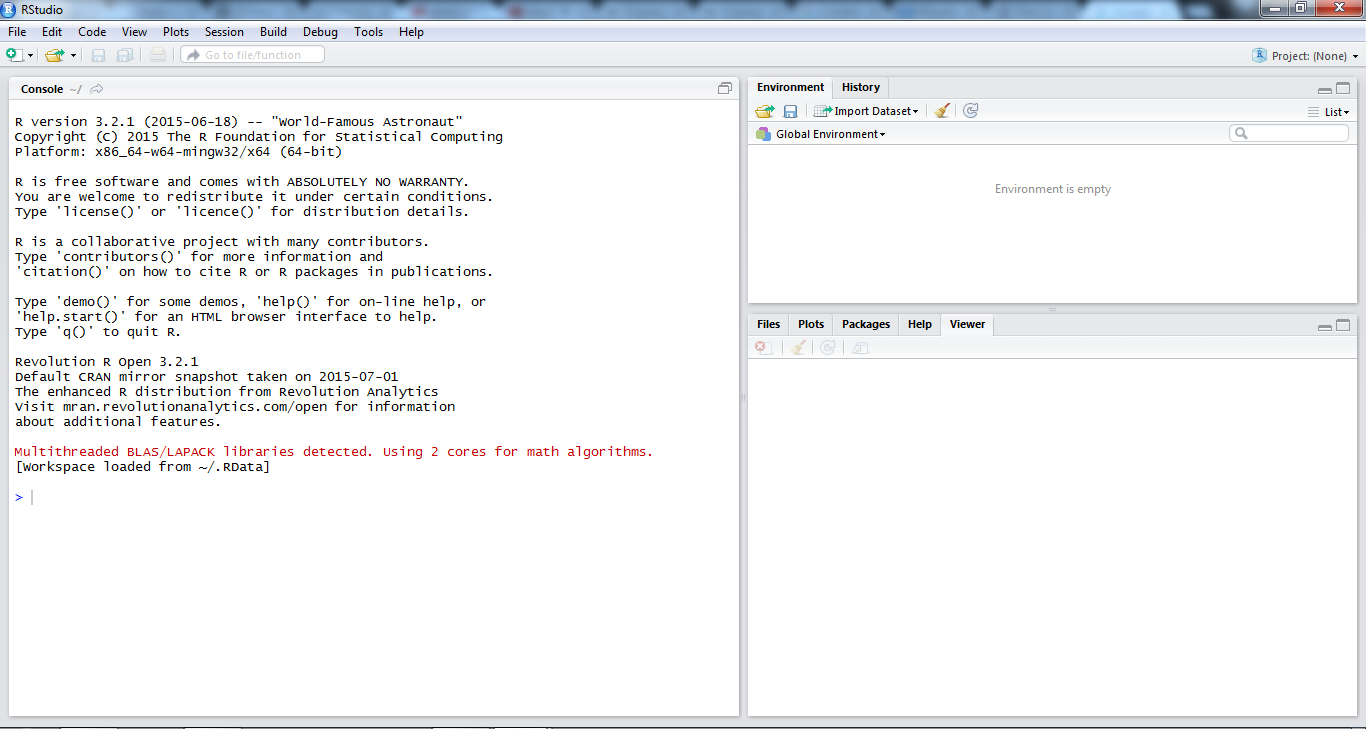 RStudio
File Edit Code View Plots Session Build Debug Tools Help
Go to file/function
Project: (None)
Console ~/
R version 3.2.1 (2015-06-18) -- "World-Famous Astronaut"
Copyright (C) 2015 The R Foundation for Statistical Computing
Platform: x86_64-w64-mingw32/x64 (64-bit)
R is free software and comes with ABSOLUTELY NO WARRANTY.
You are welcome to redistribute it under certain conditions.
Type 'license()' or 'licence()' for distribution details.
R is a collaborative project with many contributors.
Type 'contributors()' for more information and
'citation()' on how to cite R or R packages in publications.
Type 'demo()' for some demos, 'help()' for on-line help, or
'help.start()' for an HTML browser interface to help.
Type 'q()' to quit R.
Revolution R Open 3.2.1
Default CRAN mirror snapshot taken on 2015-07-01
The enhanced R distribution from Revolution Analytics
Visit mran.revolutionanalytics.com/open for information
about additional features.
Multithreaded BLAS/LAPACK libraries detected. Using 2 cores for math algorithms.
[Workspace loaded from ~/.RData]
>
Environment History
Import Dataset List
Global Environment
Environment is empty
Files Plots Packages Help Viewer